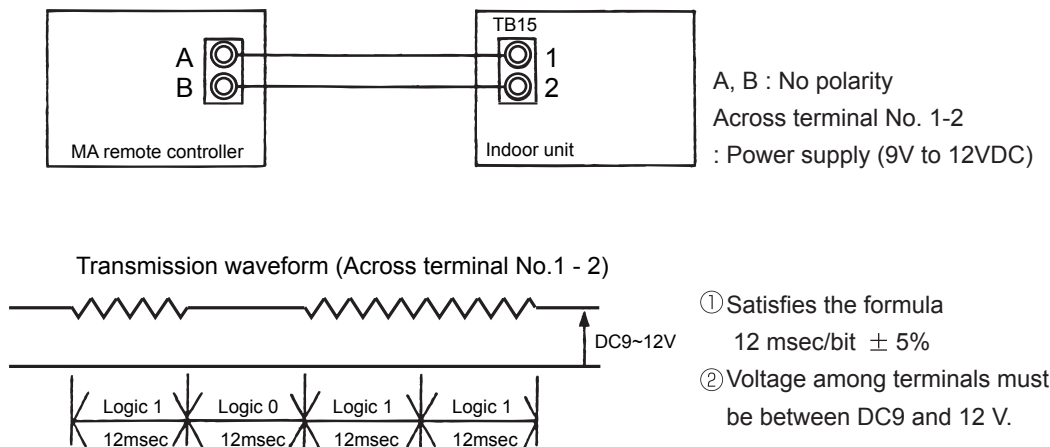 TB15
A 1
B 2
MA remote controller
Indoor unit
A, B : No polarity
Across terminal No. 1-2
: Power supply (9V to 12VDC)
Transmission waveform (Across terminal No.1 - 2)
DC9~12V
Logic 1 Logic 0 Logic 1 Logic 1
12msec 12msec 12msec 12msec
① Satisfies the formula
12 msec/bit ± 5%
② Voltage among terminals must
be between DC9 and 12 V.